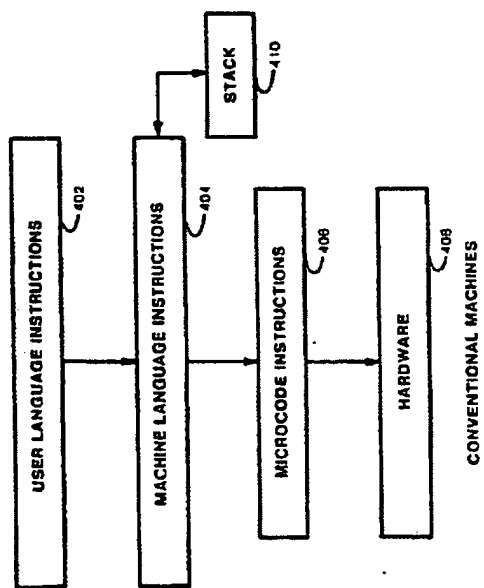 USER LANGUAGE INSTRUCTIONS
402
MACHINE LANGUAGE INSTRUCTIONS
404
STACK
410
MICROCODE INSTRUCTIONS
406
HARDWARE
408
CONVENTIONAL MACHINES